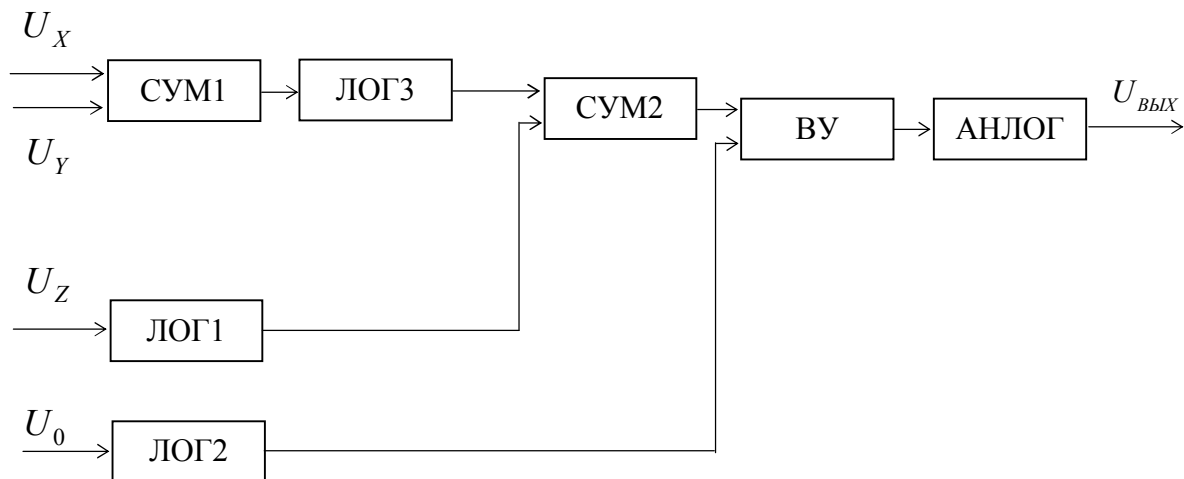 U_X
СУМ1
ЛОГ3
СУМ2
ВУ
АНЛОГ
U_ВЫХ
U_Y
U_Z
ЛОГ1
U_0
ЛОГ2